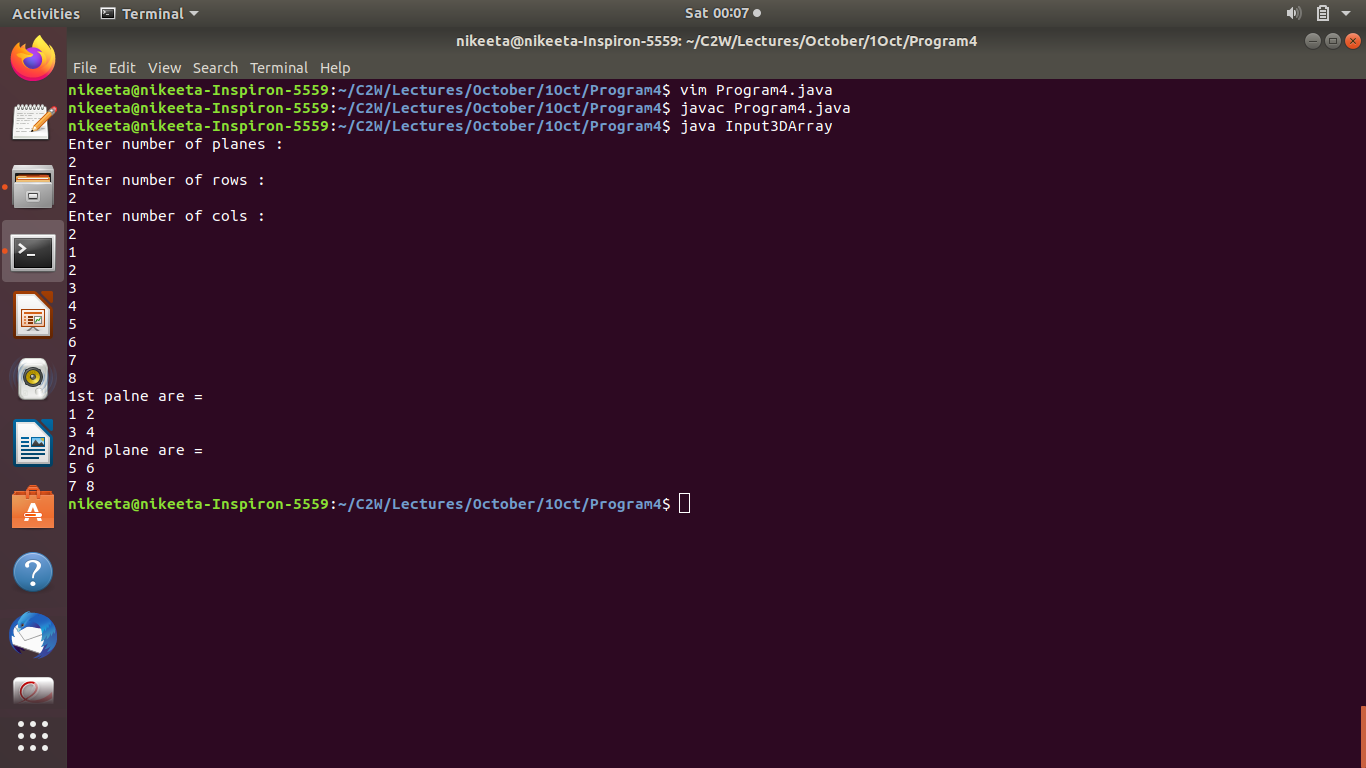 Activities Terminal Sat 00:07
nikeeta@nikeeta-Inspiron-5559: ~/C2W/Lectures/October/1Oct/Program4
File Edit View Search Terminal Help
nikeeta@nikeeta-Inspiron-5559:~/C2W/Lectures/October/1Oct/Program4$ vim Program4.java
nikeeta@nikeeta-Inspiron-5559:~/C2W/Lectures/October/1Oct/Program4$ javac Program4.java
nikeeta@nikeeta-Inspiron-5559:~/C2W/Lectures/October/1Oct/Program4$ java Input3DArray
Enter number of planes :
2
Enter number of rows :
2
Enter number of cols :
2
1
2
3
4
5
6
7
8
1st palne are =
1 2
3 4
2nd plane are =
5 6
7 8
nikeeta@nikeeta-Inspiron-5559:~/C2W/Lectures/October/1Oct/Program4$